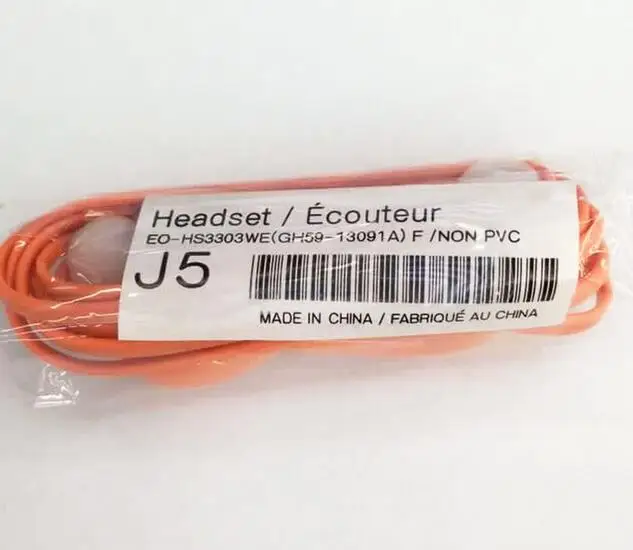 Headset / Écouteur
EO-HS3303WE(GH59-13091A) F /NON PVC
J5
MADE IN CHINA / FABRIQUÉ AU CHINA